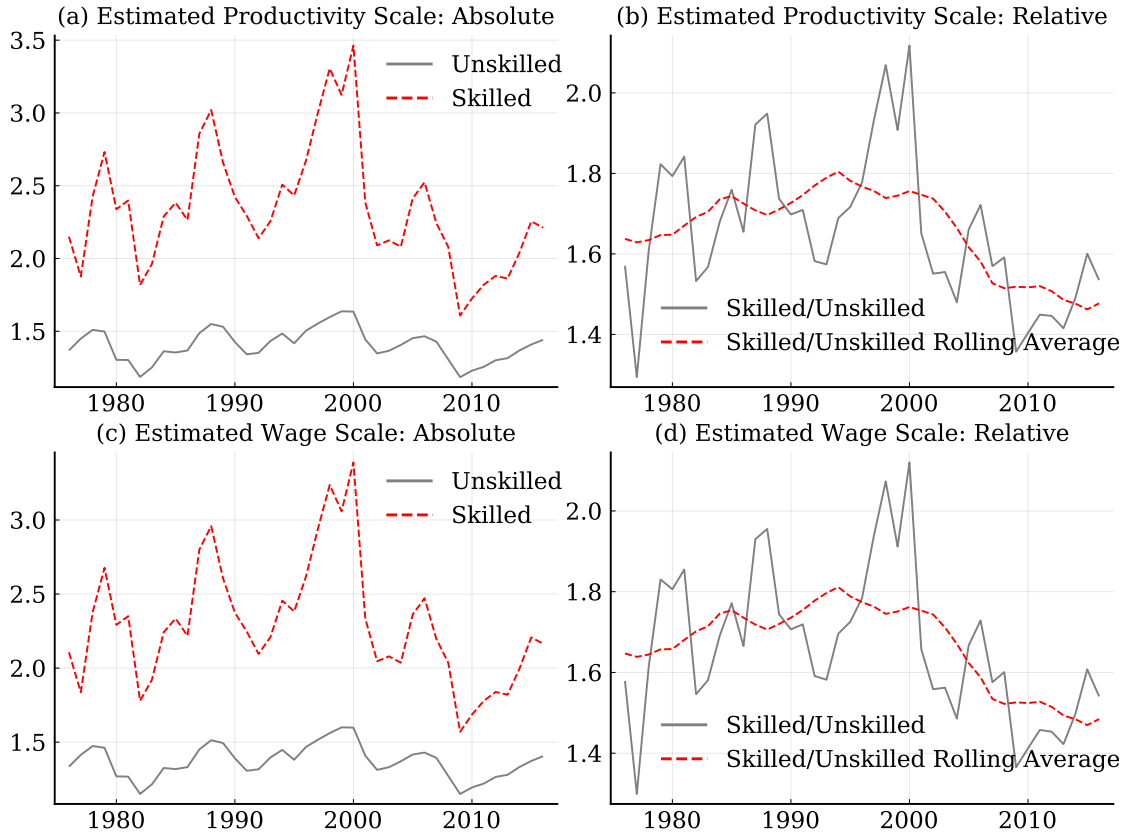 (a) Estimated Productivity Scale: Absolute
3.5
3.0
2.5
2.0
1.5
Unskilled
Skilled
1980 1990 2000 2010
(b) Estimated Productivity Scale: Relative
2.0
1.8
1.6
1.4
Skilled/Unskilled
Skilled/Unskilled Rolling Average
1980 1990 2000 2010
(c) Estimated Wage Scale: Absolute
3.0
2.5
2.0
1.5
Unskilled
Skilled
1980 1990 2000 2010
(d) Estimated Wage Scale: Relative
2.0
1.8
1.6
1.4
Skilled/Unskilled
Skilled/Unskilled Rolling Average
1980 1990 2000 2010